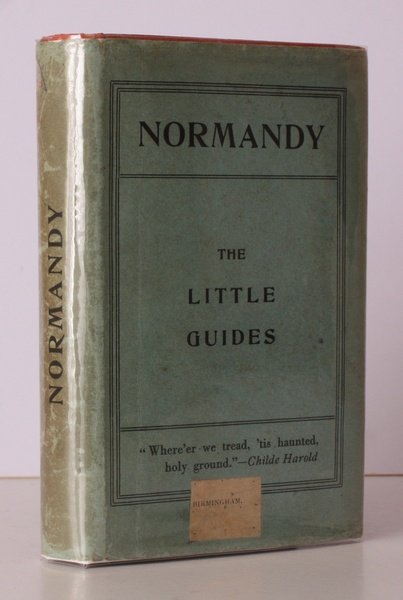 NORMANDY
NORMANDY
THE
LITTLE
GUIDES
“Where'er we tread, 'tis haunted,
holy ground.”—Childe Harold
BIRMINGHAM.